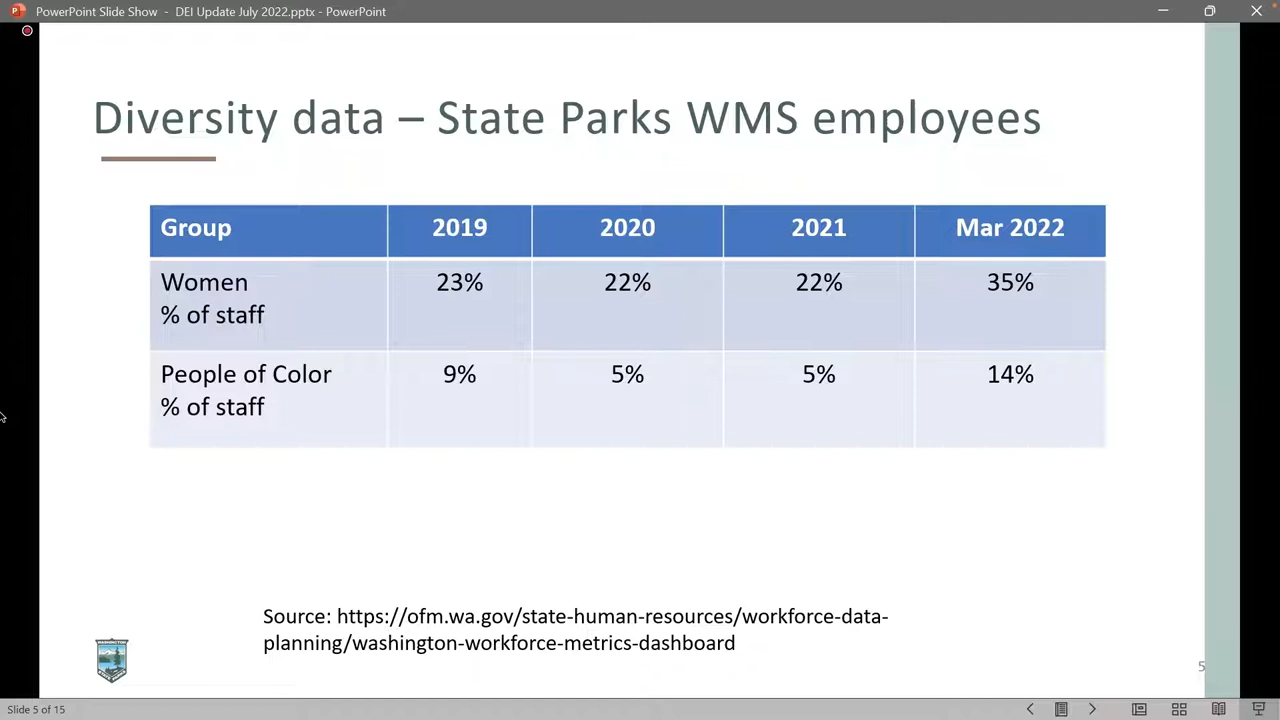 PowerPoint Slide Show - DEI Update July 2022.pptx - PowerPoint
Diversity data – State Parks WMS employees
Group 2019 2020 2021 Mar 2022
Women 23% 22% 22% 35%
% of staff
People of Color 9% 5% 5% 14%
% of staff
Source: https://ofm.wa.gov/state-human-resources/workforce-data-
planning/washington-workforce-metrics-dashboard
5
Slide 5 of 15